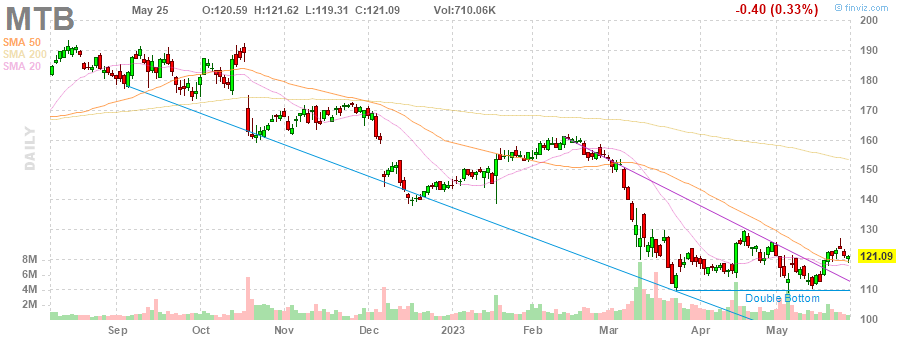 MTB May 25 O:120.59 H:121.62 L:119.31 C:121.09 Vol:710.06K -0.40 (0.33%) © finviz.com
200
SMA 50
190
SMA 200
SMA 20
180
170
160
DAILY
150
140
130
121.09
8M
6M
4M
110
Double Bottom
2M
100
Sep Oct Nov Dec 2023 Feb Mar Apr May